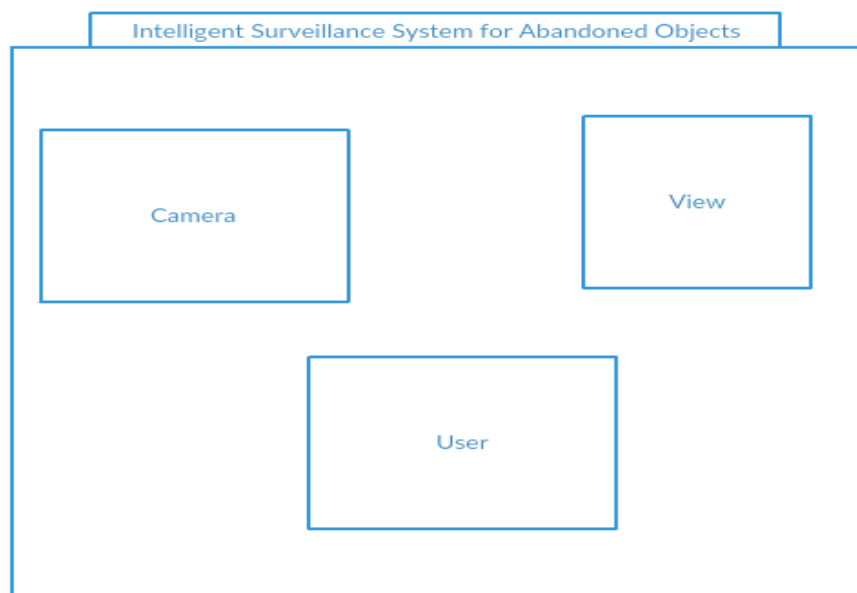 Intelligent Surveillance System for Abandoned Objects
Camera
View
User